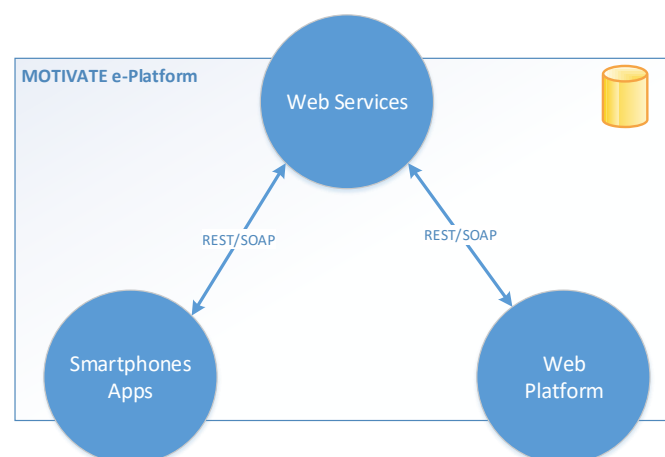 MOTIVATE e-Platform
Web Services
REST/SOAP
REST/SOAP
Smartphones
Apps
Web
Platform